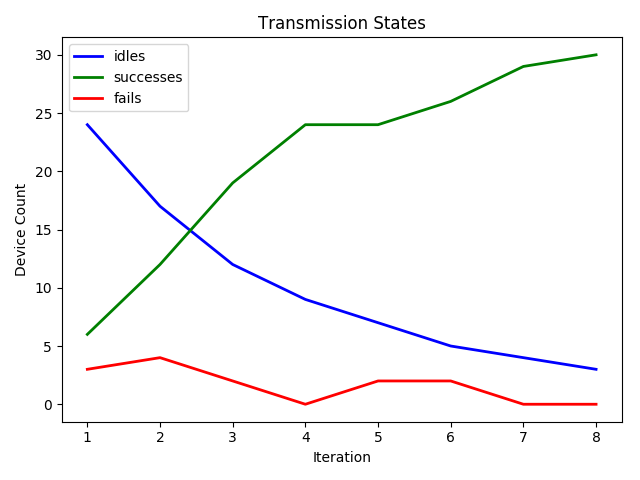 Transmission States
idles
successes
fails
30
25
20
15
10
5
0
Device Count
1 2 3 4 5 6 7 8
Iteration